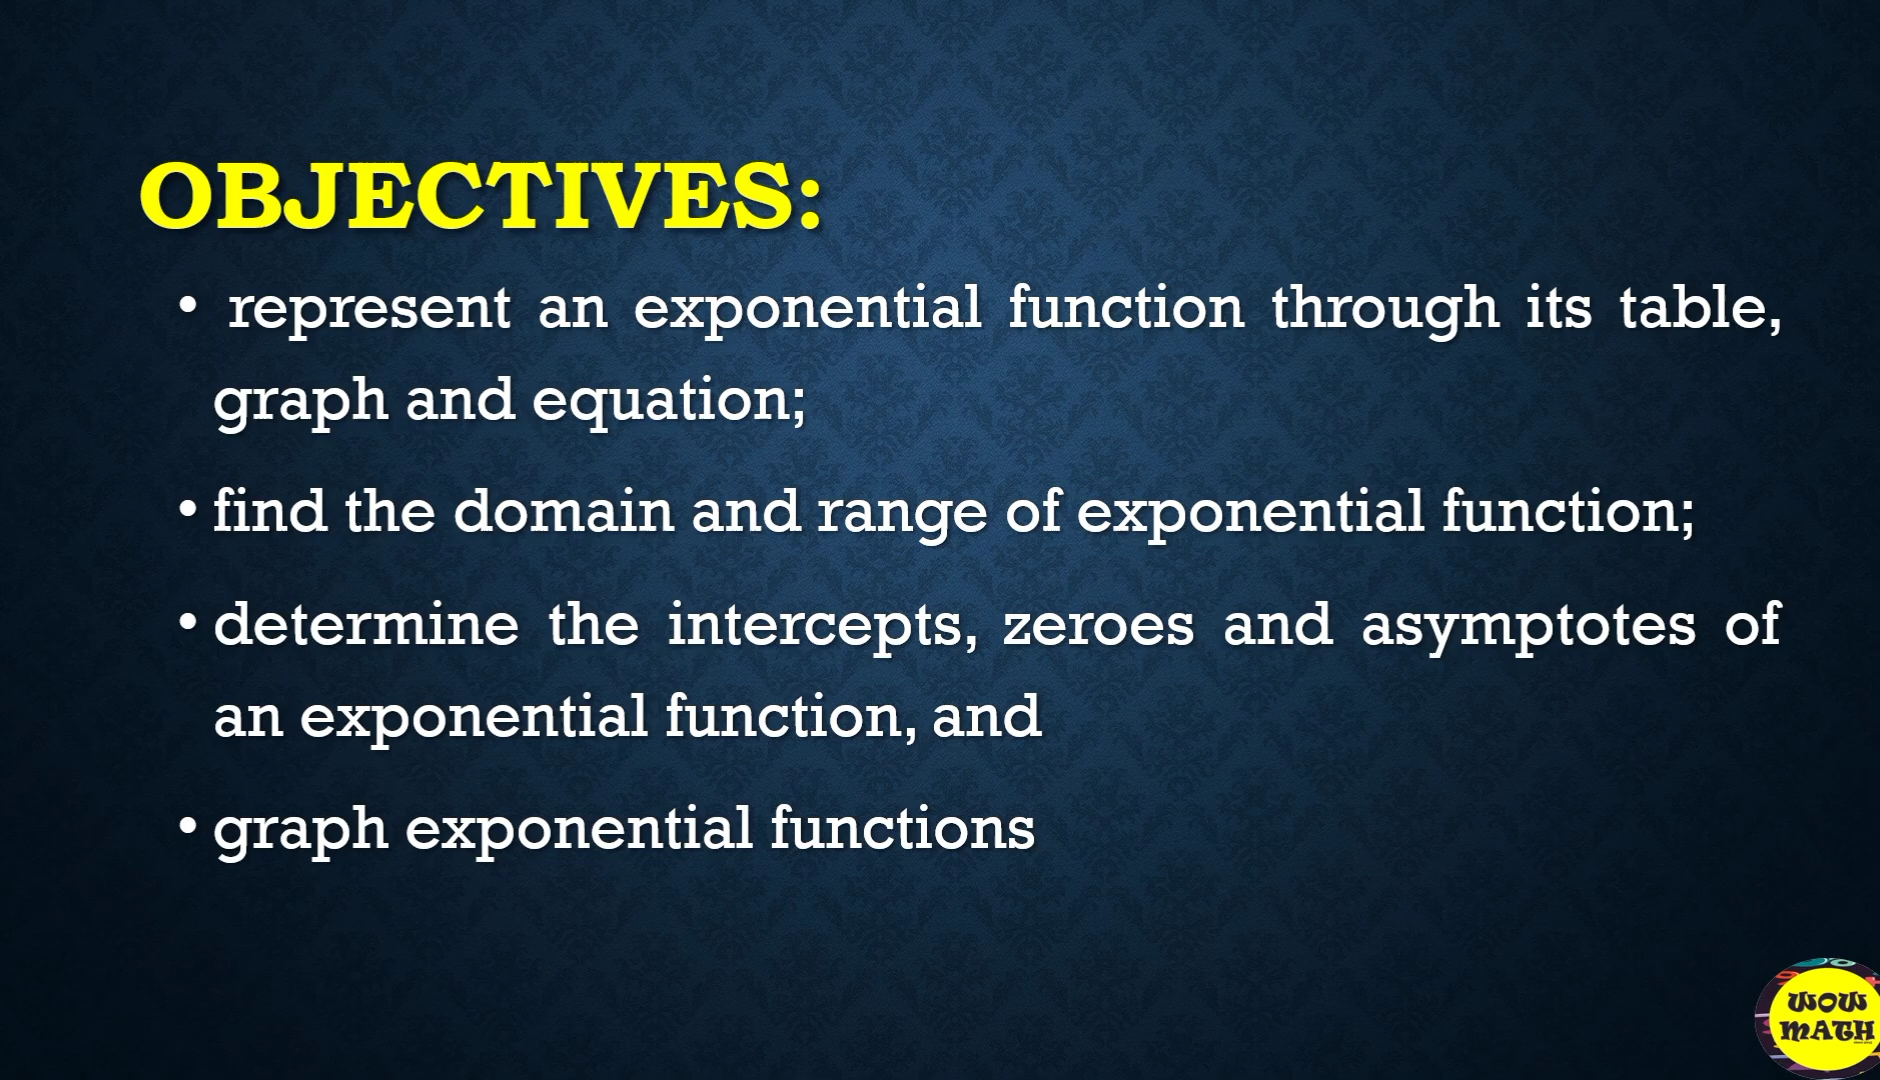 OBJECTIVES:
• represent an exponential function through its table,
graph and equation;
• find the domain and range of exponential function;
• determine the intercepts, zeroes and asymptotes of
an exponential function, and
• graph exponential functions
WOW
MATH